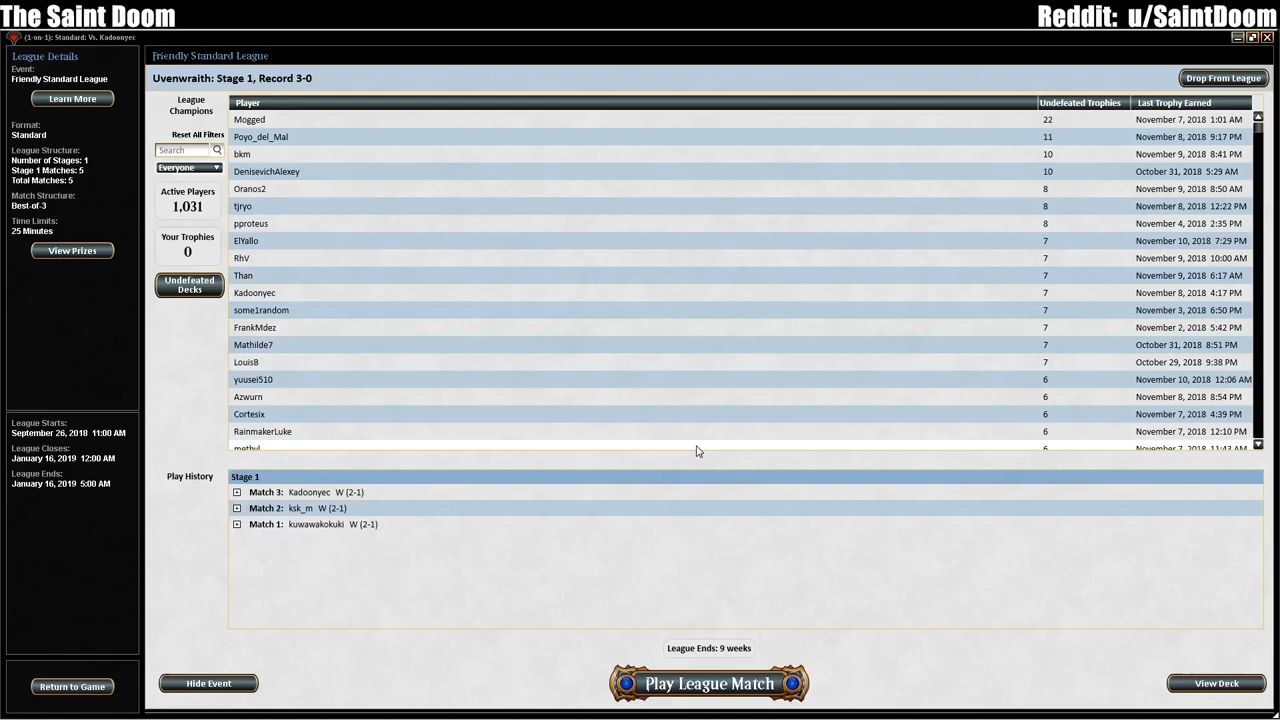 The Saint Doom
Reddit: u/SaintDoom
(1-on-1): Standard: Vs. Kadoonyec
League Details
Event:
Friendly Standard League
Learn More
Format:
Standard
League Structure:
Number of Stages: 1
Stage 1 Matches: 5
Total Matches: 5
Match Structure:
Best-of-3
Time Limits:
25 Minutes
View Prizes
League Starts:
September 26, 2018 11:00 AM
League Closes:
January 16, 2019 12:00 AM
League Ends:
January 16, 2019 5:00 AM
Return to Game
Friendly Standard League
Uvenwraith: Stage 1, Record 3-0
Drop From League
League
Champions
Reset All Filters
Search
Everyone
Active Players
1,031
Your Trophies
0
Undefeated
Decks
Player Undefeated Trophies Last Trophy Earned
Mogged 22 November 7, 2018 1:01 AM
Poyo_del_Mal 11 November 8, 2018 9:17 PM
bkm 10 November 9, 2018 8:41 PM
DenisevichAlexey 10 October 31, 2018 5:29 AM
Oranos2 8 November 9, 2018 8:50 AM
tjryo 8 November 8, 2018 12:22 PM
pproteus 8 November 4, 2018 2:35 PM
ElYallo 7 November 10, 2018 7:29 PM
RhV 7 November 9, 2018 10:00 AM
Than 7 November 9, 2018 6:17 AM
Kadoonyec 7 November 8, 2018 4:17 PM
some1random 7 November 3, 2018 6:50 PM
FrankMdez 7 November 2, 2018 5:42 PM
Mathilde7 7 October 31, 2018 8:51 PM
LouisB 7 October 29, 2018 9:38 PM
yuusei510 6 November 10, 2018 12:06 AM
Azwurn 6 November 8, 2018 8:54 PM
Cortesix 6 November 7, 2018 4:39 PM
RainmakerLuke 6 November 7, 2018 12:10 PM
methyl 6 November 7, 2018 11:43 AM
Play History
Stage 1
Match 3: Kadoonyec W (2-1)
Match 2: ksk_m W (2-1)
Match 1: kuwawakokuki W (2-1)
League Ends: 9 weeks
Hide Event
Play League Match
View Deck